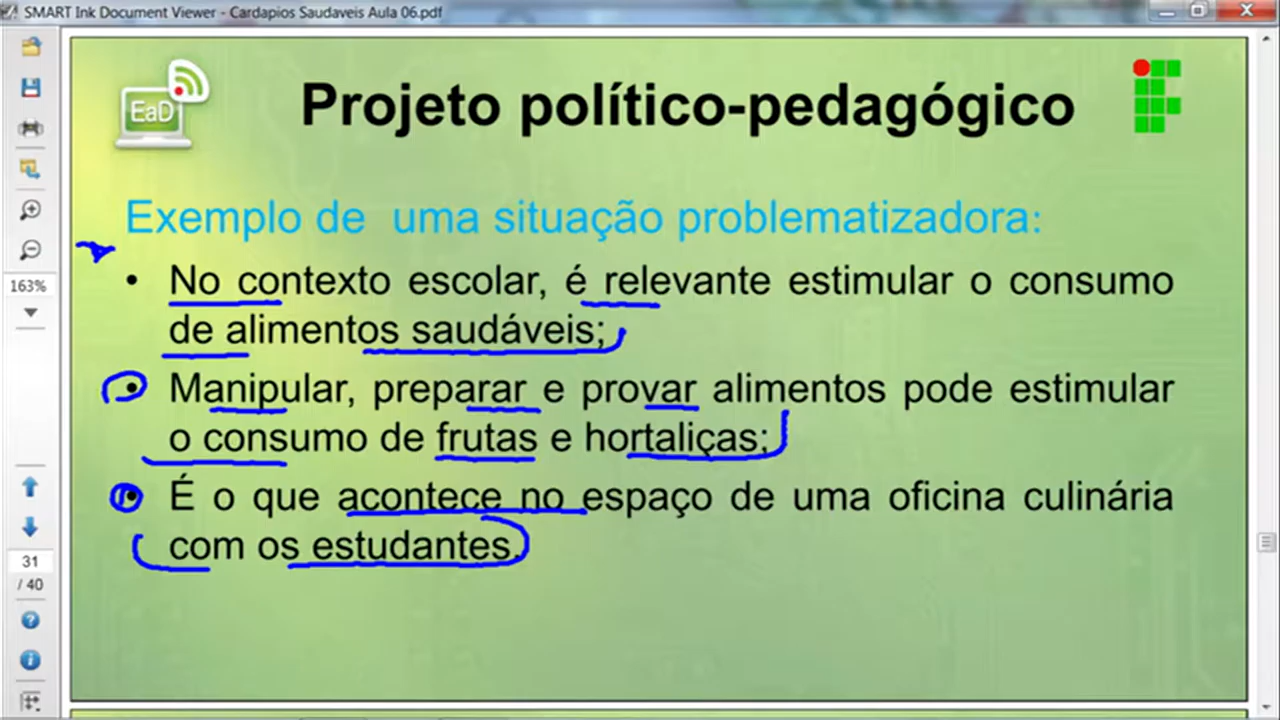 SMART Ink Document Viewer - Cardapios Saudaveis Aula 06.pdf
EaD
Projeto político-pedagógico
Exemplo de uma situação problematizadora:
• No contexto escolar, é relevante estimular o consumo
de alimentos saudáveis;
• Manipular, preparar e provar alimentos pode estimular
o consumo de frutas e hortaliças;
• É o que acontece no espaço de uma oficina culinária
com os estudantes.
163%
31
/ 40